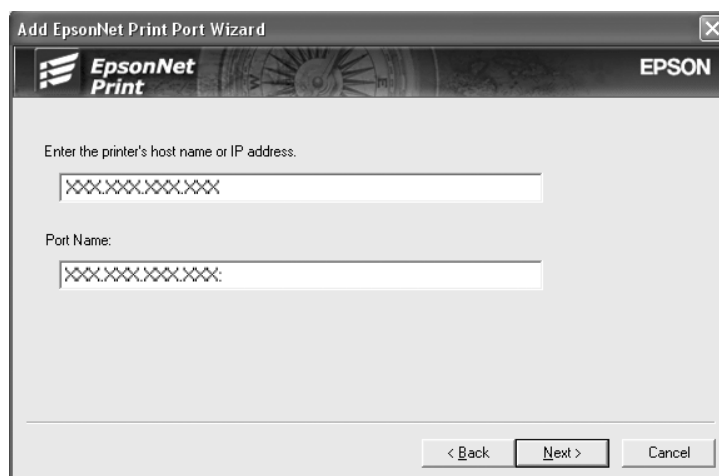 Add EpsonNet Print Port Wizard
EpsonNet
Print
EPSON
Enter the printer's host name or IP address.
XXX.XXX.XXX.XXX
Port Name:
XXX.XXX.XXX.XXX:
< Back
Next >
Cancel